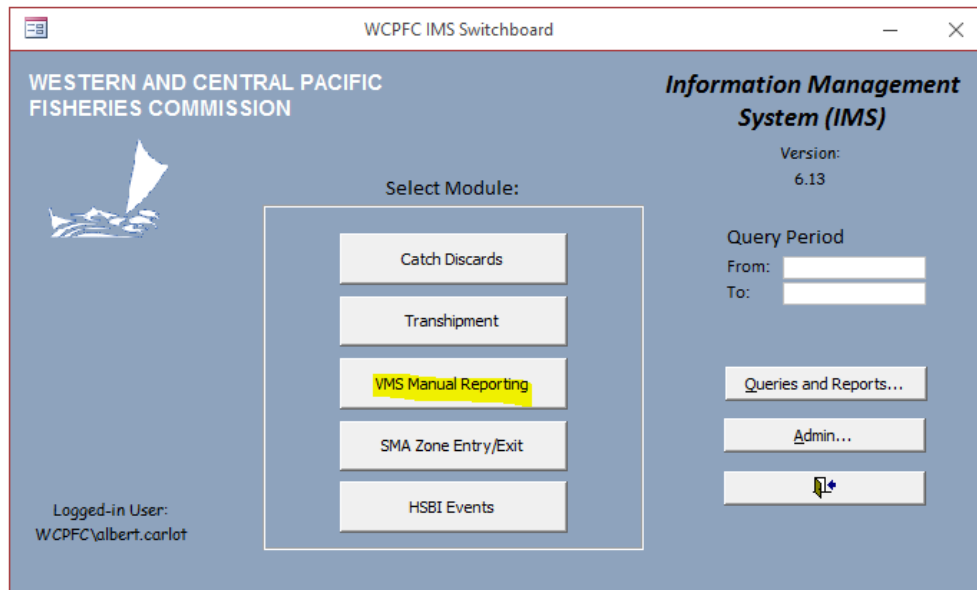 WCPFC IMS Switchboard
WESTERN AND CENTRAL PACIFIC
FISHERIES COMMISSION
Information Management
System (IMS)
Version:
6.13
Select Module:
Catch Discards
Transhipment
VMS Manual Reporting
SMA Zone Entry/Exit
HSBI Events
Query Period
From:
To:
Queries and Reports...
Admin...
Logged-in User:
WCPFC\albert.carlot